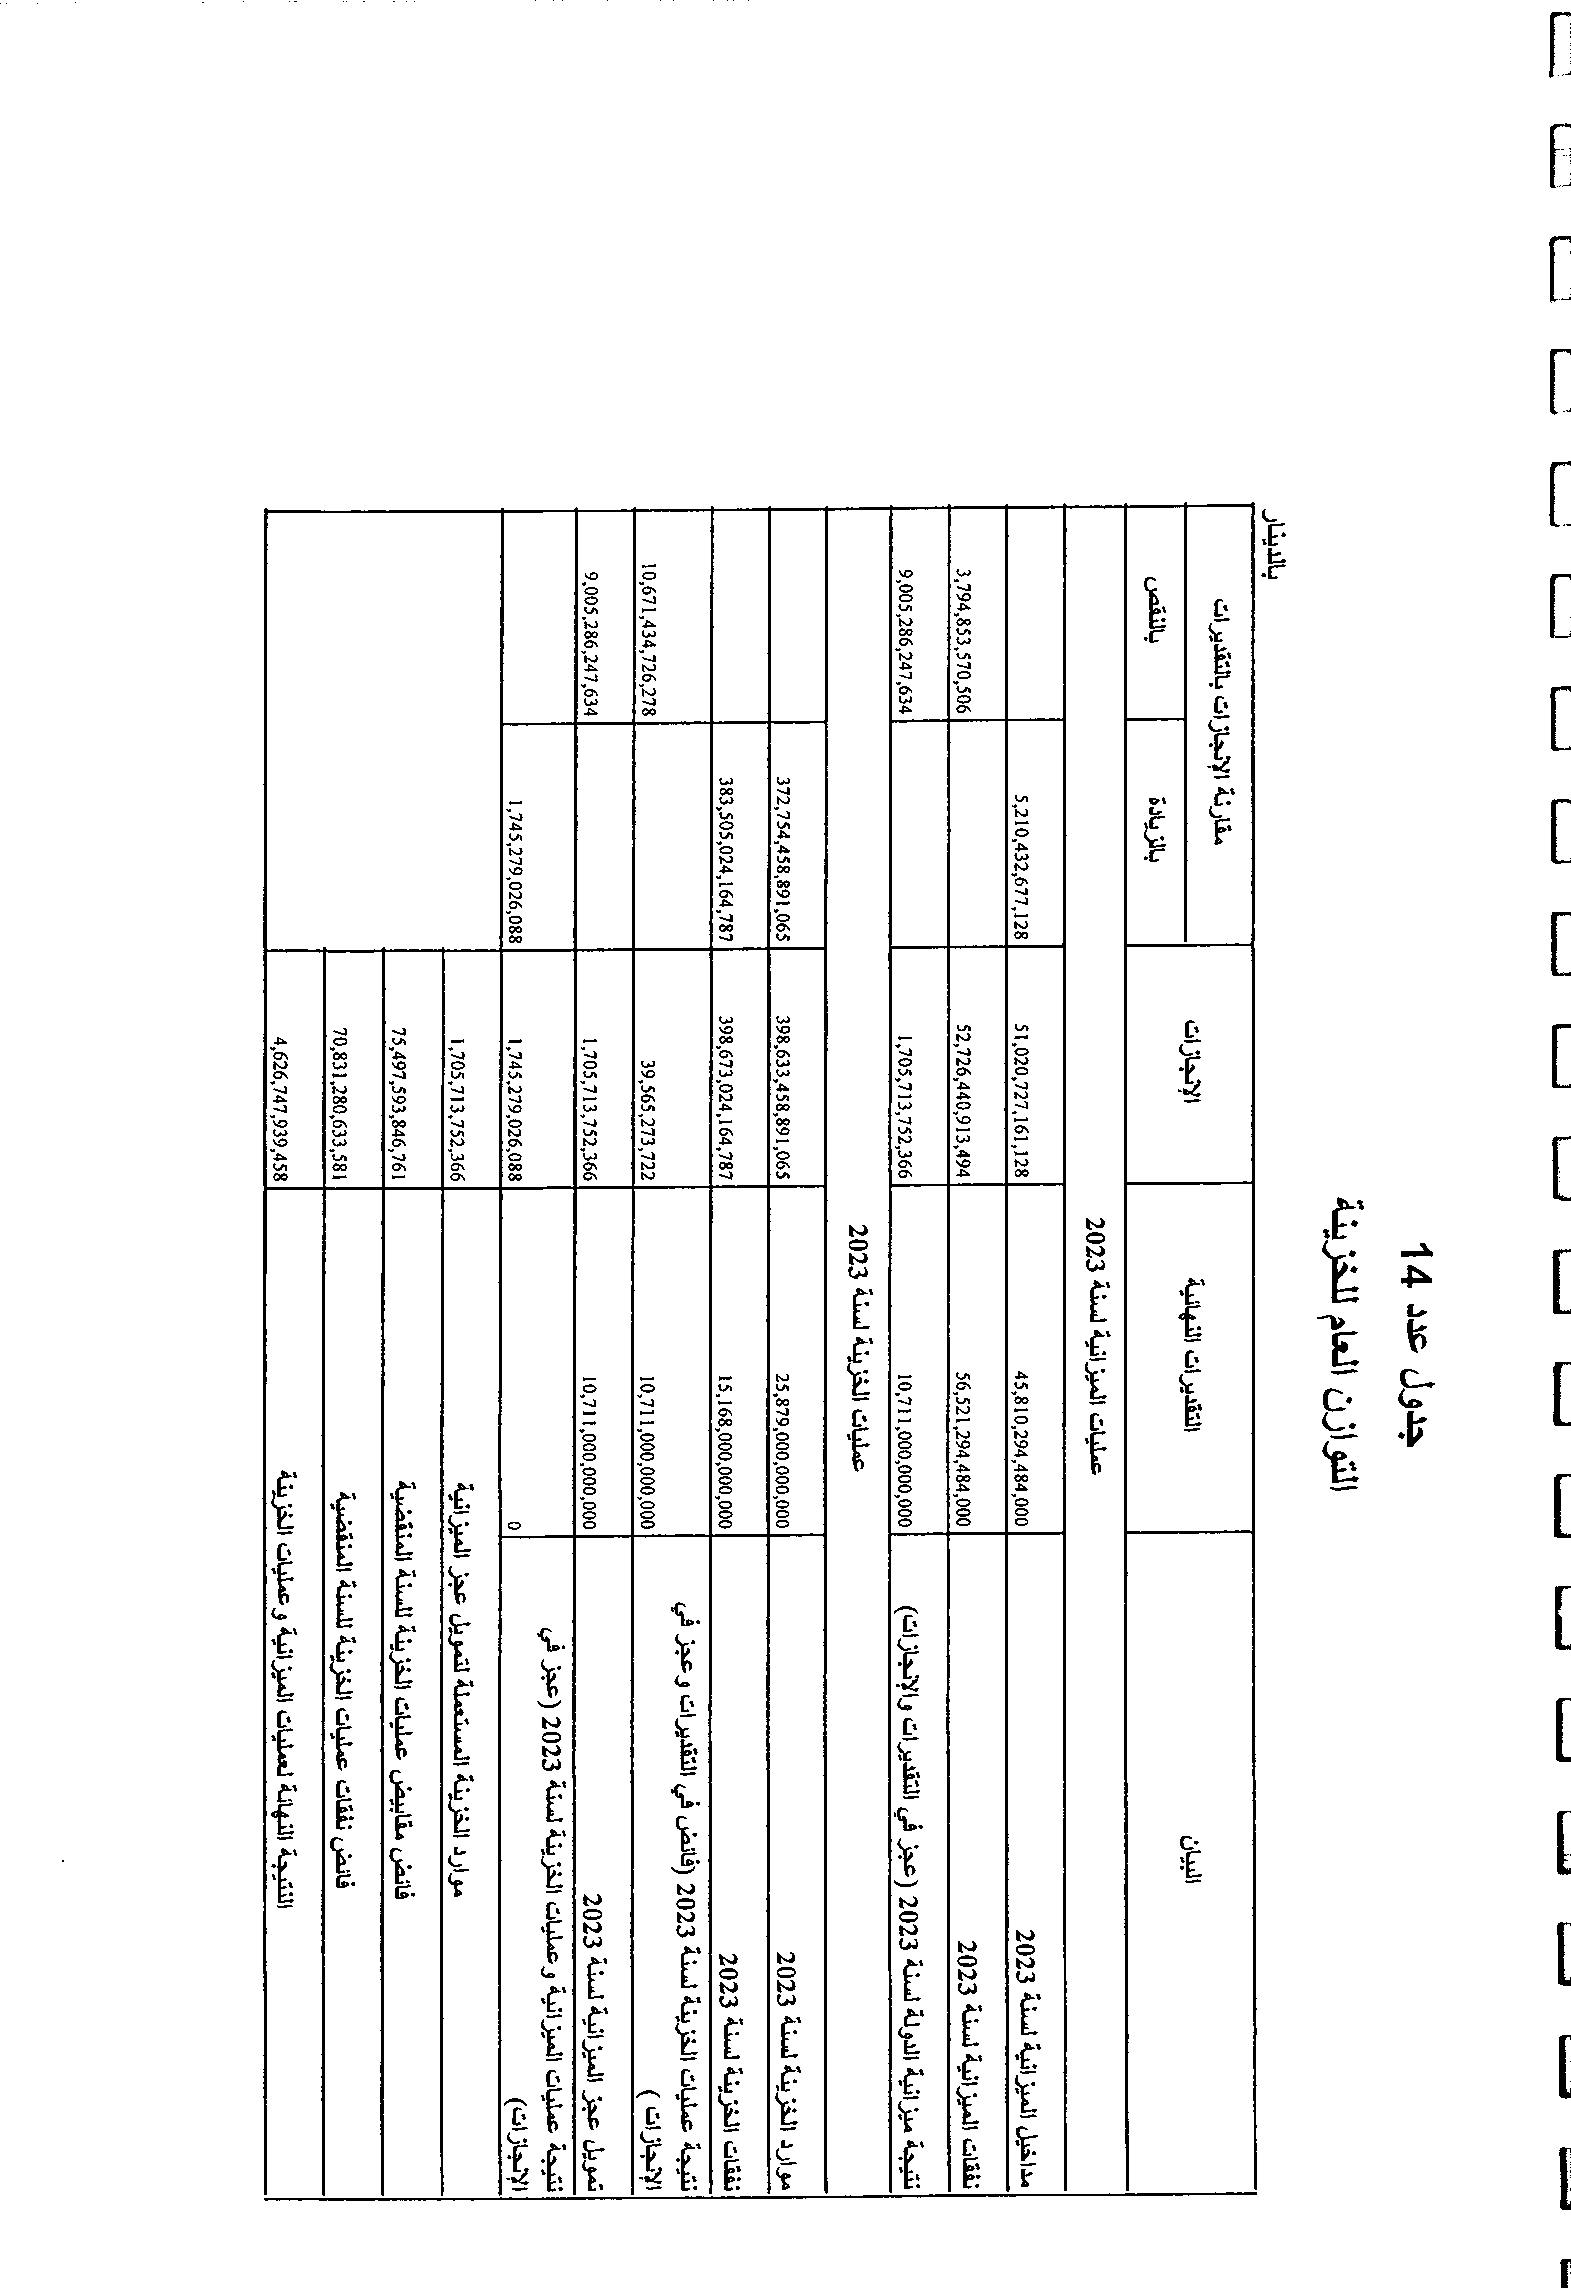 جدول عدد 14
التوازن العام للخزينة
بالدينار
البيان التقديرات النهائية الإنجازات مقارنة الإنجازات بالتقديرات
بالزيادة بالنقص
عمليات الميزانية لسنة 2023
مداخيل الميزانية لسنة 2023 45,810,294,484,000 51,020,727,161,128 5,210,432,677,128
نفقات الميزانية لسنة 2023 56,521,294,484,000 52,726,440,913,494 3,794,853,570,506
نتيجة ميزانية الدولة لسنة 2023 (عجز في التقديرات والإنجازات) 10,711,000,000,000 1,705,713,752,366 9,005,286,247,634
عمليات الخزينة لسنة 2023
موارد الخزينة لسنة 2023 25,879,000,000,000 398,633,458,891,065 372,754,458,891,065
نفقات الخزينة لسنة 2023 15,168,000,000,000 398,673,024,164,787 383,505,024,164,787
نتيجة عمليات الخزينة لسنة 2023 (فائض في التقديرات وعجز في
الإنجازات ) 10,711,000,000,000 39,565,273,722 10,671,434,726,278
تمويل عجز الميزانية لسنة 2023 10,711,000,000,000 1,705,713,752,366 9,005,286,247,634
نتيجة عمليات الميزانية وعمليات الخزينة لسنة 2023 (عجز في
الإنجازات) 0 1,745,279,026,088 1,745,279,026,088
موارد الخزينة المستعملة لتمويل عجز الميزانية 1,705,713,752,366
فائض مقابيض عمليات الخزينة للسنة المنقضية 75,497,593,846,761
فائض نفقات عمليات الخزينة للسنة المنقضية 70,831,280,633,581
النتيجة النهائة لعمليات الميزانية وعمليات الخزينة 4,626,747,939,458